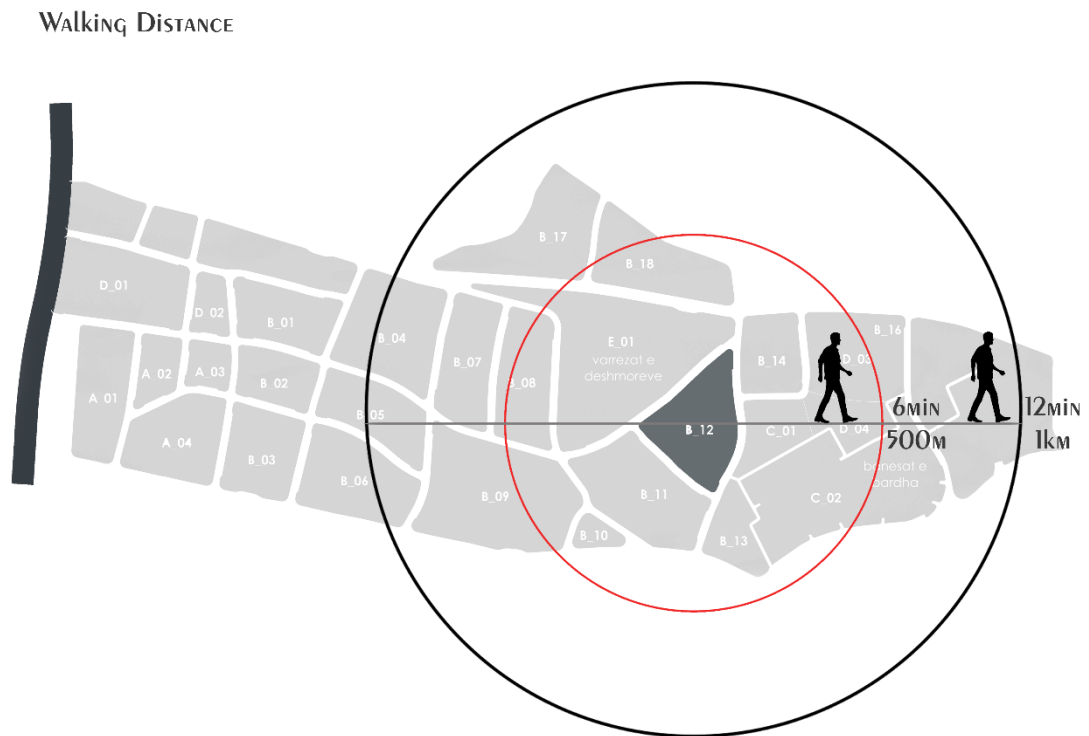 Walking Distance
B_17
B_18
D_01
D_02
B_01
B_04
E_01
varrezat e
deshmoreve
B_16
B_14
D_03
B_07
B_08
A_02
A_03
B_02
A_01
B_05
6min
12min
B_12
C_01
D_04
500m
1km
A_04
B_03
B_06
B_09
B_11
banesat e
bardha
C_02
B_10
B_13